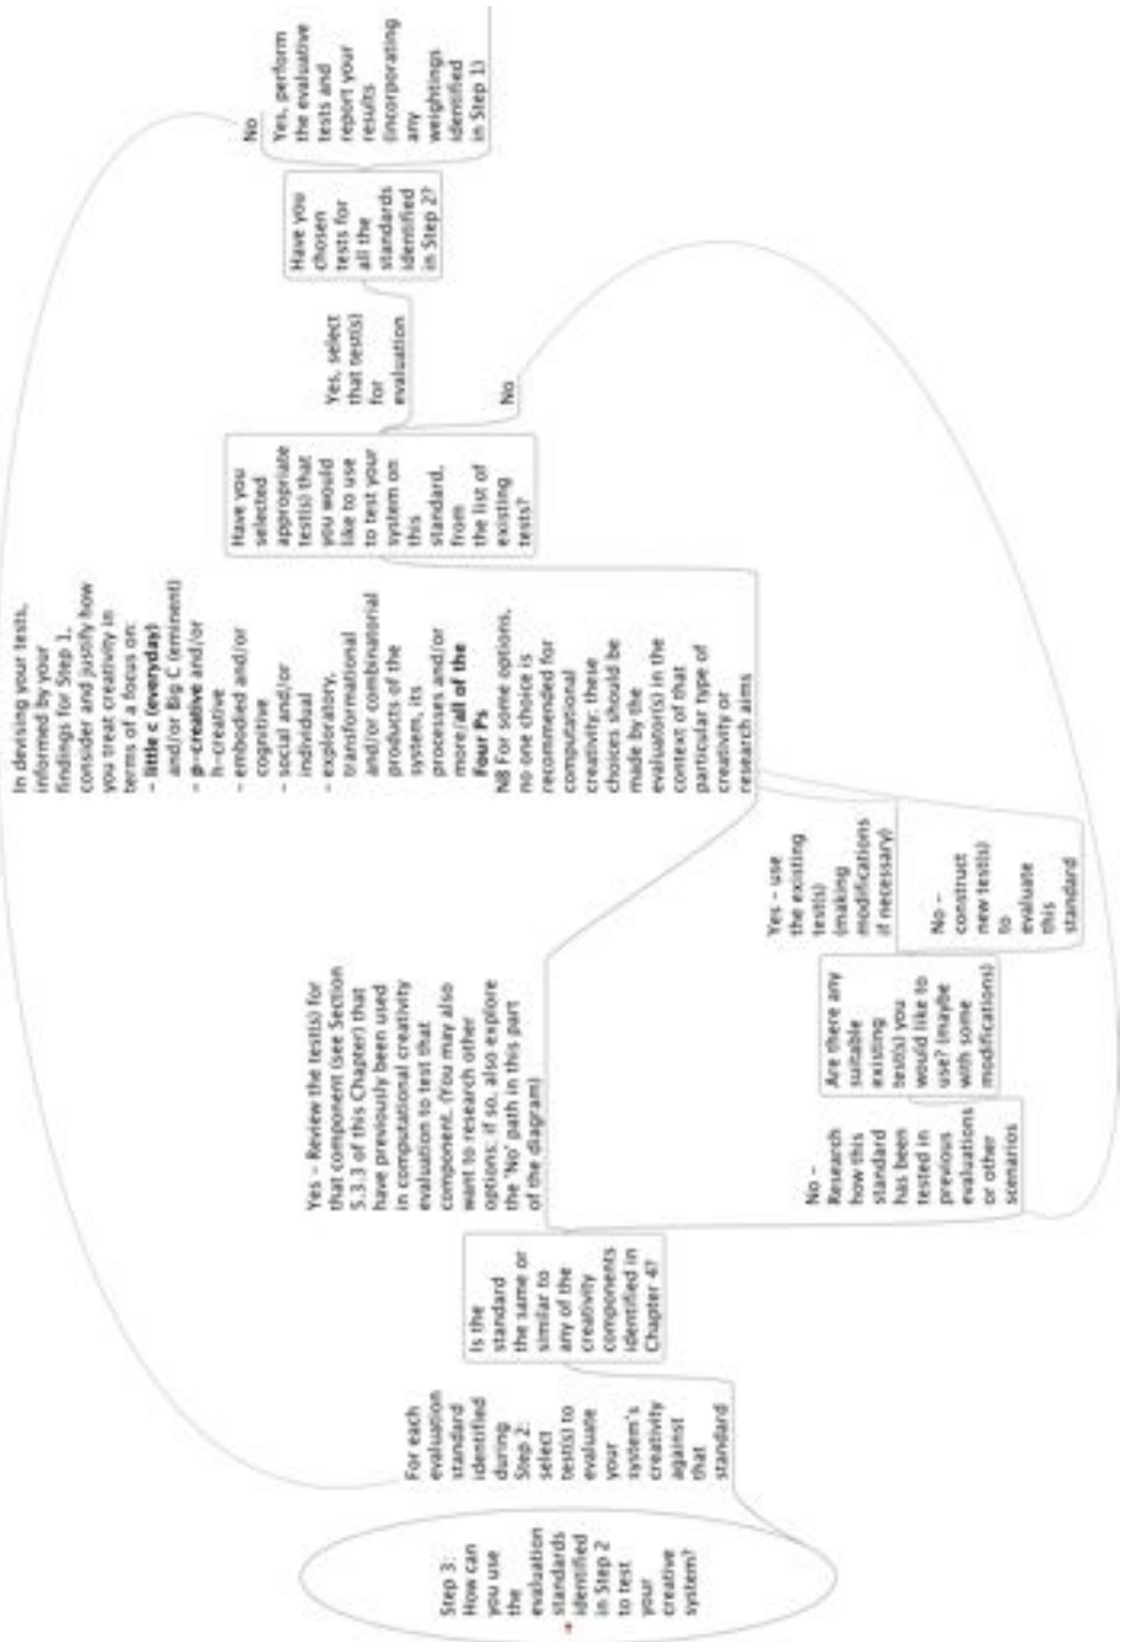 Step 3:
How can
you use
the
evaluation
standards
identified
in Step 2
to test
your
creative
system?
For each
evaluation
standard
identified
during
Step 2:
select
test(s) to
evaluate
your
system's
creativity
against
that
standard
Is the
standard
the same or
similar to
any of the
creativity
components
identified in
Chapter 4?
Yes - Review the test(s) for
that component (see Section
5.3.3 of this Chapter) that
have previously been used
in computational creativity
evaluation to test that
component. (You may also
want to research other
options: if so, also explore
the 'No' path in this part
of the diagram)
No -
Research
how this
standard
has been
tested in
previous
evaluations
or other
scenarios
Are there any
suitable
existing
test(s) you
would like to
use? (maybe
with some
modifications)
Yes - use
the existing
test(s)
(making
modifications
if necessary)
No -
construct
new test(s)
to
evaluate
this
standard
In devising your tests,
informed by your
findings for Step 1,
consider and justify how
you treat creativity in
terms of a focus on:
- little c (everyday)
and/or Big C (eminent)
- p-creative and/or
h-creative
- embodied and/or
cognitive
- social and/or
individual
- exploratory,
transformational
and/or combinatorial
products of the
system, its
processes and/or
more/all of the
Four Ps
NB For some options,
no one choice is
recommended for
computational
creativity: these
choices should be
made by the
evaluator(s) in the
context of that
particular type of
creativity or
research aims
Have you
selected
appropriate
test(s) that
you would
like to use
to test your
system on
this
standard,
from
the list of
existing
tests?
Yes, select
that test(s)
for
evaluation
No
Have you
chosen
tests for
all the
standards
identified
in Step 2?
No
Yes, perform
the evaluative
tests and
report your
results
(incorporating
any
weightings
identified
in Step 1)